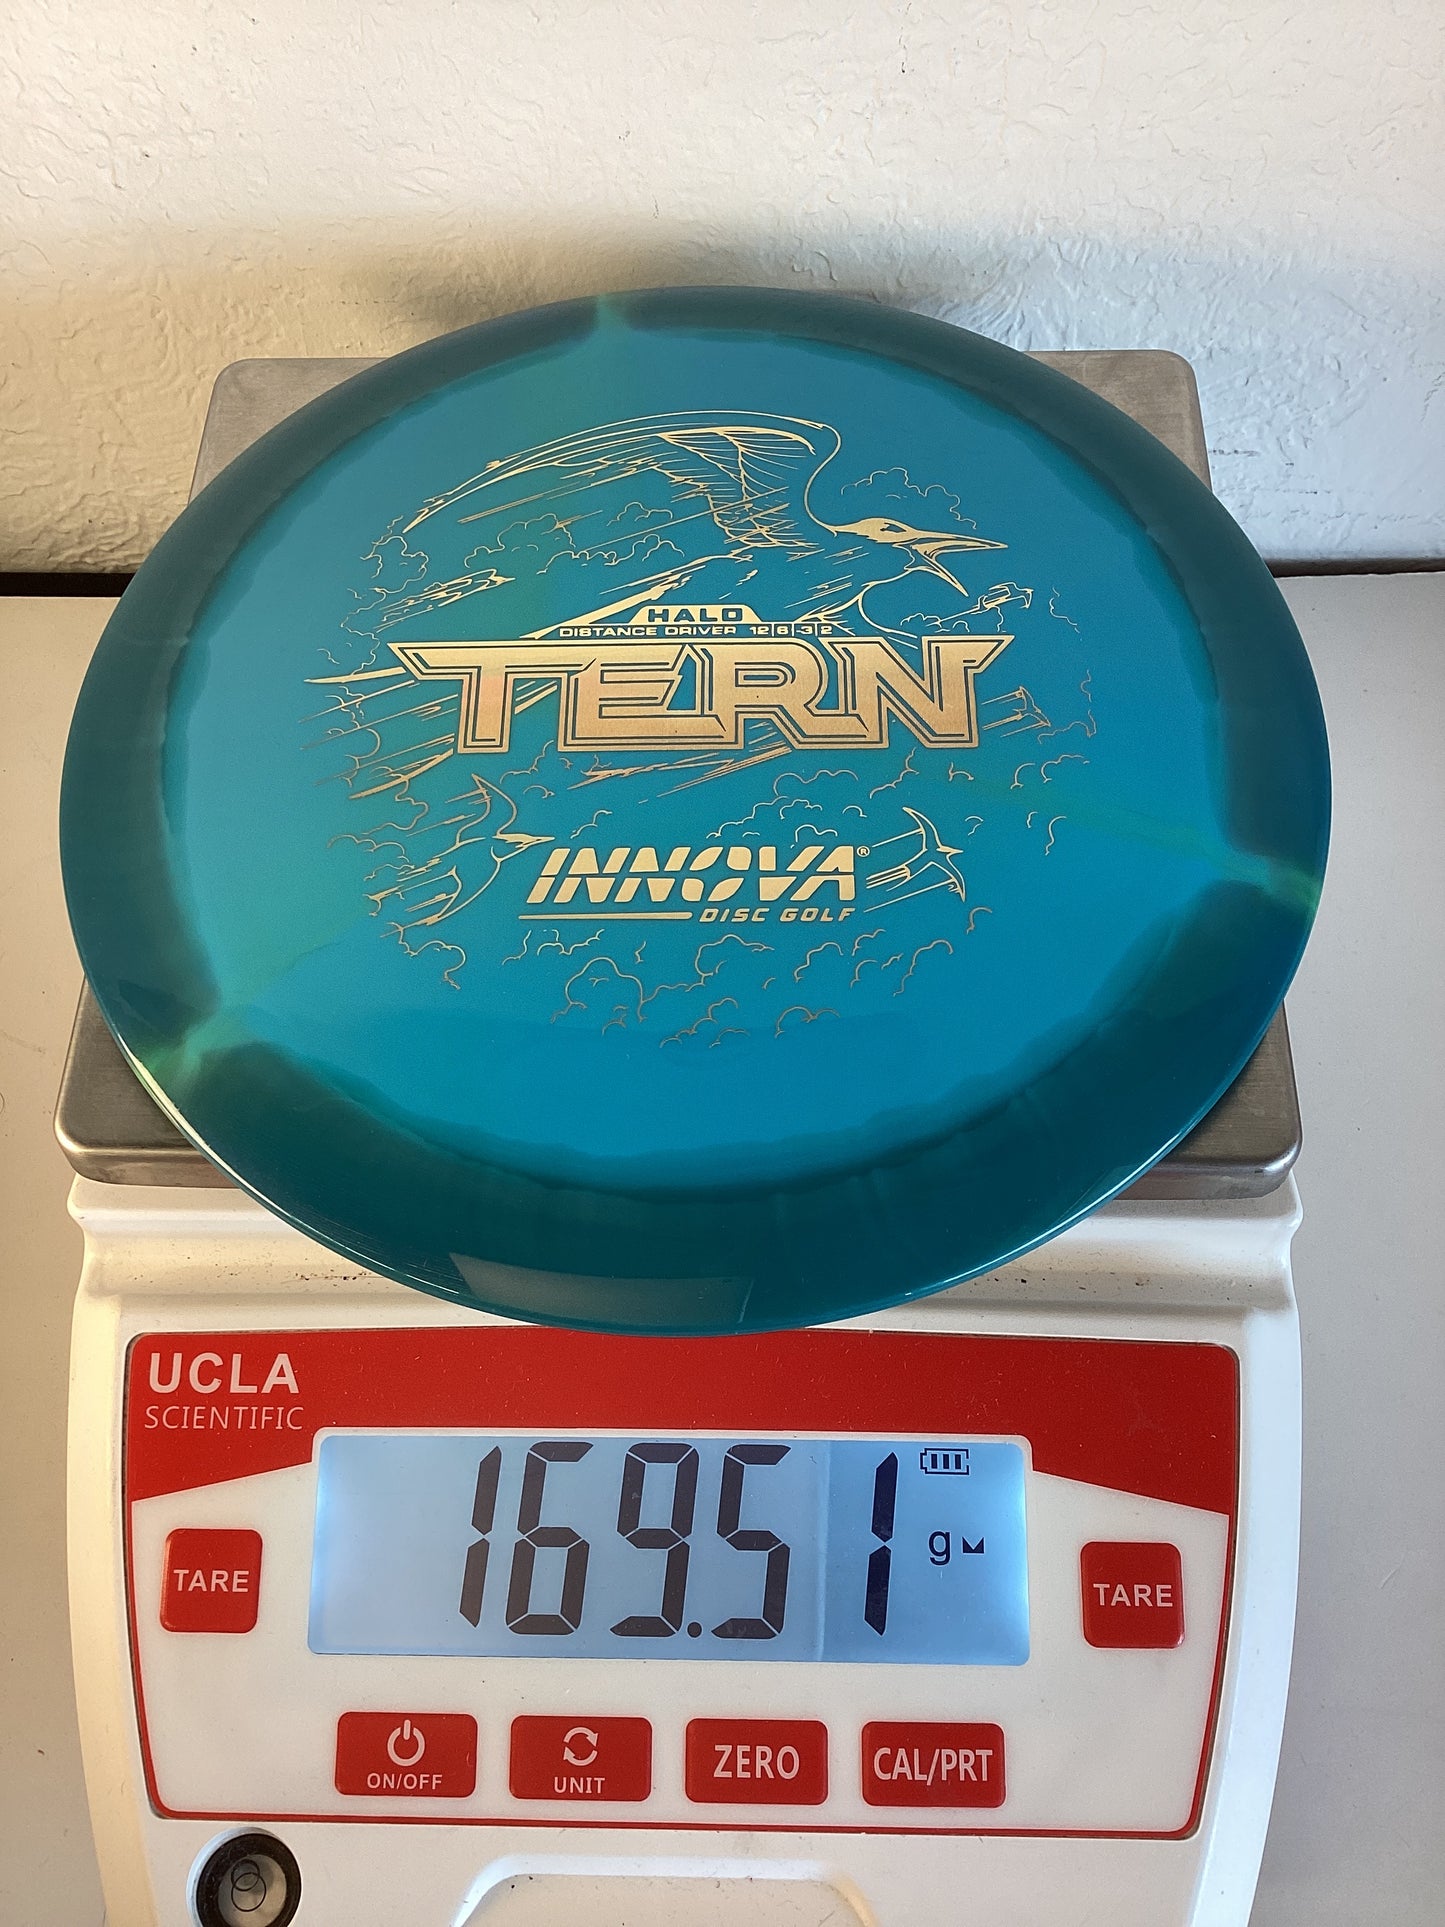 HALO
DISTANCE DRIVER 12|6|-3|2
TERN
INNOVA®
DISC GOLF
UCLA
SCIENTIFIC
169.51 g
TARE
TARE
ON/OFF
UNIT
ZERO
CAL/PRT